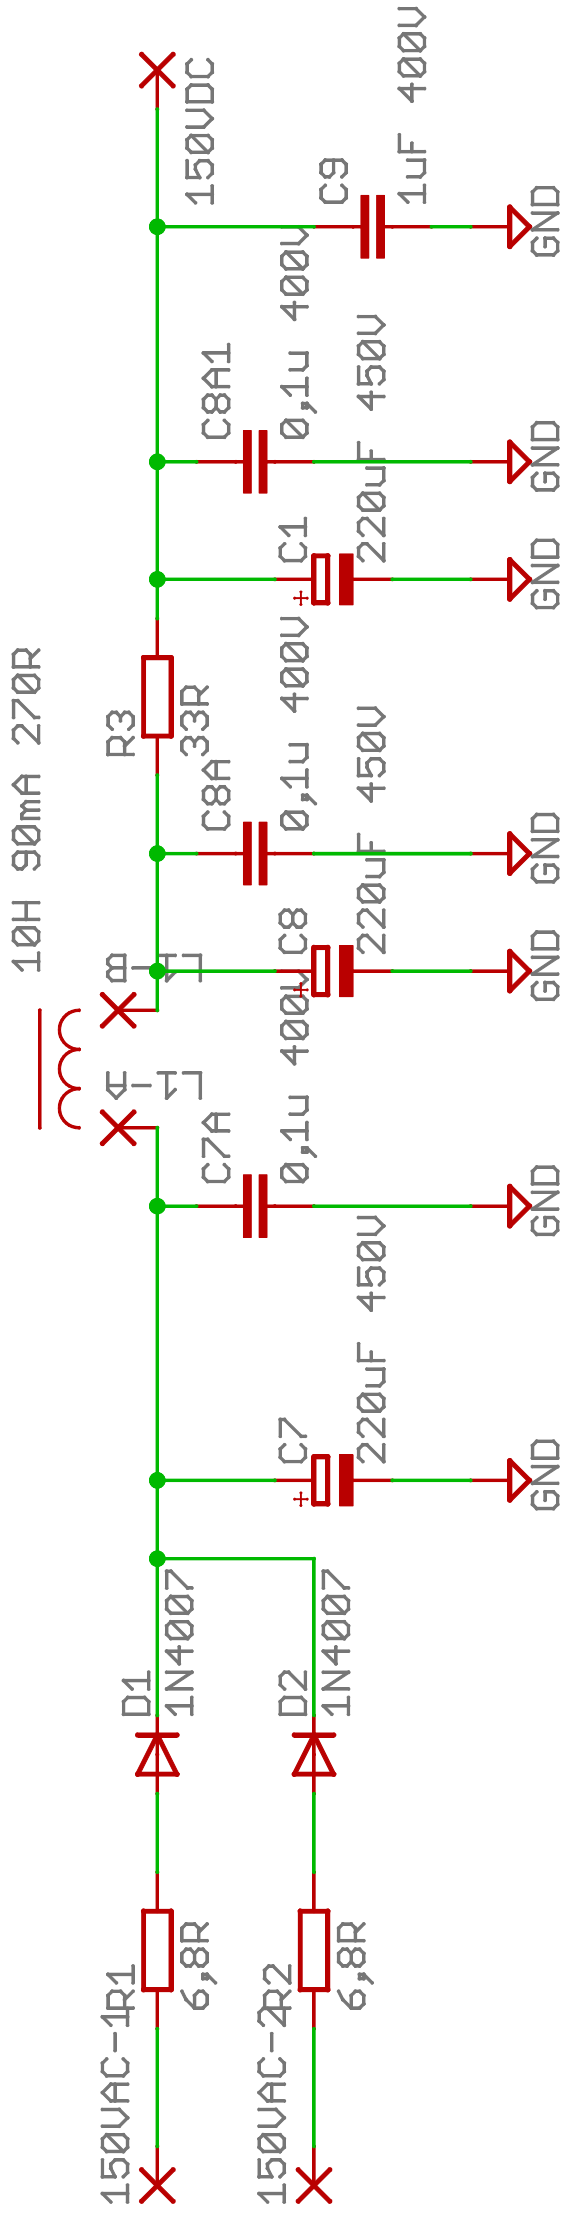 150VAC-1
R1
6,8R
150VAC-2
R2
6,8R
D1
1N4007
D2
1N4007
C7
220uF 450V
GND
C7A
0,1u 400V
GND
L1-A
L1-B
10H 90mA 270R
C8
220uF 450V
GND
C8A
0,1u 400V
GND
R3
33R
C1
220uF 450V
GND
C8A1
0,1u 400V
GND
C9
1uF 400V
GND
150VDC